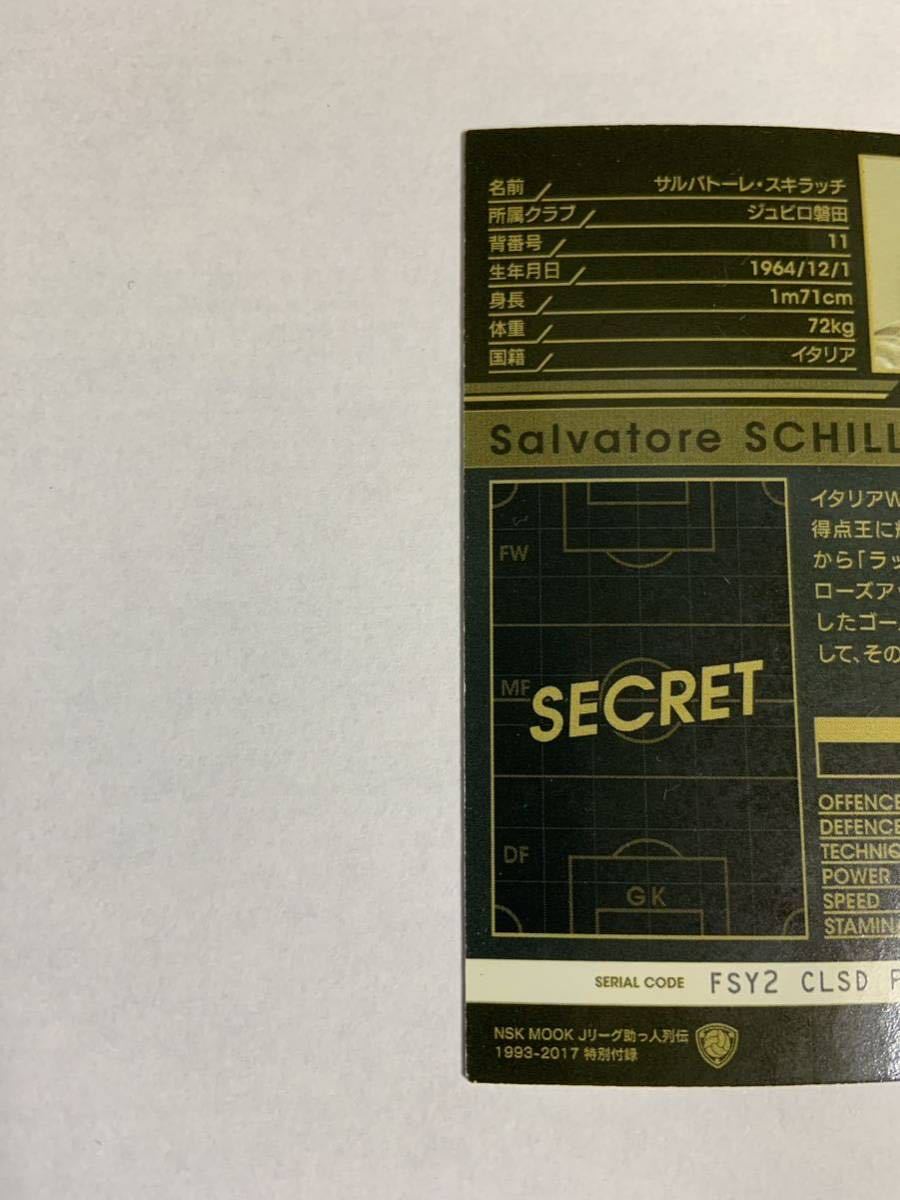 名前 サルバトーレ・スキラッチ
所属クラブ ジュビロ磐田
背番号 11
生年月日 1964/12/1
身長 1m71cm
体重 72kg
国籍 イタリア
Salvatore SCHILL
イタリアW
得点王に
から「ラッ
ローズア
したゴー
して、その
FW
MF
SECRET
DF
GK
OFFENCE
DEFENCE
TECHNI
POWER
SPEED
STAMIN
SERIAL CODE FSY2 CLSD
NSK MOOK Jリーグ助っ人列伝
1993-2017 特別付録